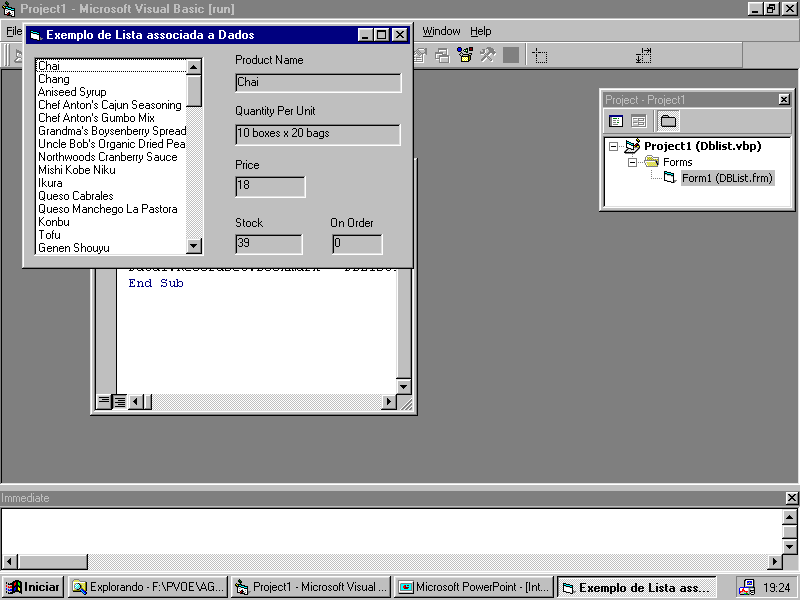 Project1 - Microsoft Visual Basic [run]
File
Window Help
Exemplo de Lista associada a Dados
Chai
Chang
Aniseed Syrup
Chef Anton's Cajun Seasoning
Chef Anton's Gumbo Mix
Grandma's Boysenberry Spread
Uncle Bob's Organic Dried Pea
Northwoods Cranberry Sauce
Mishi Kobe Niku
Ikura
Queso Cabrales
Queso Manchego La Pastora
Konbu
Tofu
Genen Shouyu
Product Name
Chai
Quantity Per Unit
10 boxes x 20 bags
Price
18
Stock
39
On Order
0
End Sub
Project - Project1
Project1 (Dblist.vbp)
Forms
Form1 (DBList.frm)
Immediate
Iniciar
Explorando - F:\PVOE\AG...
Project1 - Microsoft Visual ...
Microsoft PowerPoint - [Int...
Exemplo de Lista ass...
19:24